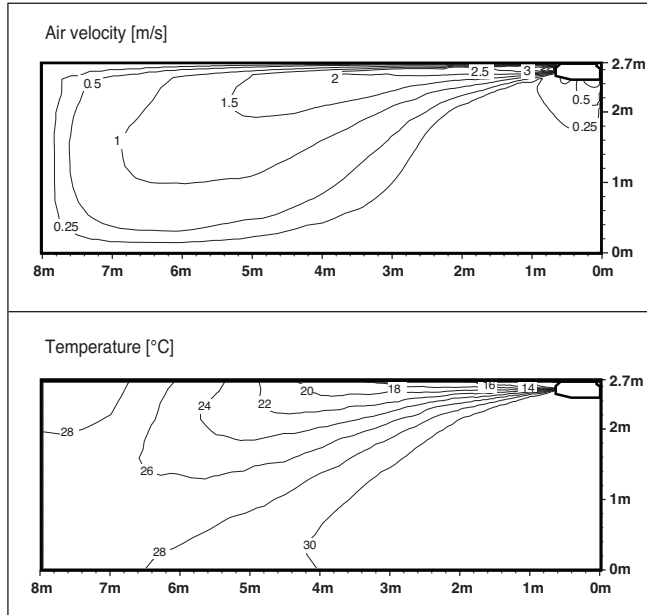 Air velocity [m/s]
0.5 2 2.5 3 2.7m
1.5 0.5 2m
1 0.25
1m
0.25
0m
8m 7m 6m 5m 4m 3m 2m 1m 0m
Temperature [°C]
20 18 16 14 2.7m
24 22
28 2m
26
1m
28 30
0m
8m 7m 6m 5m 4m 3m 2m 1m 0m